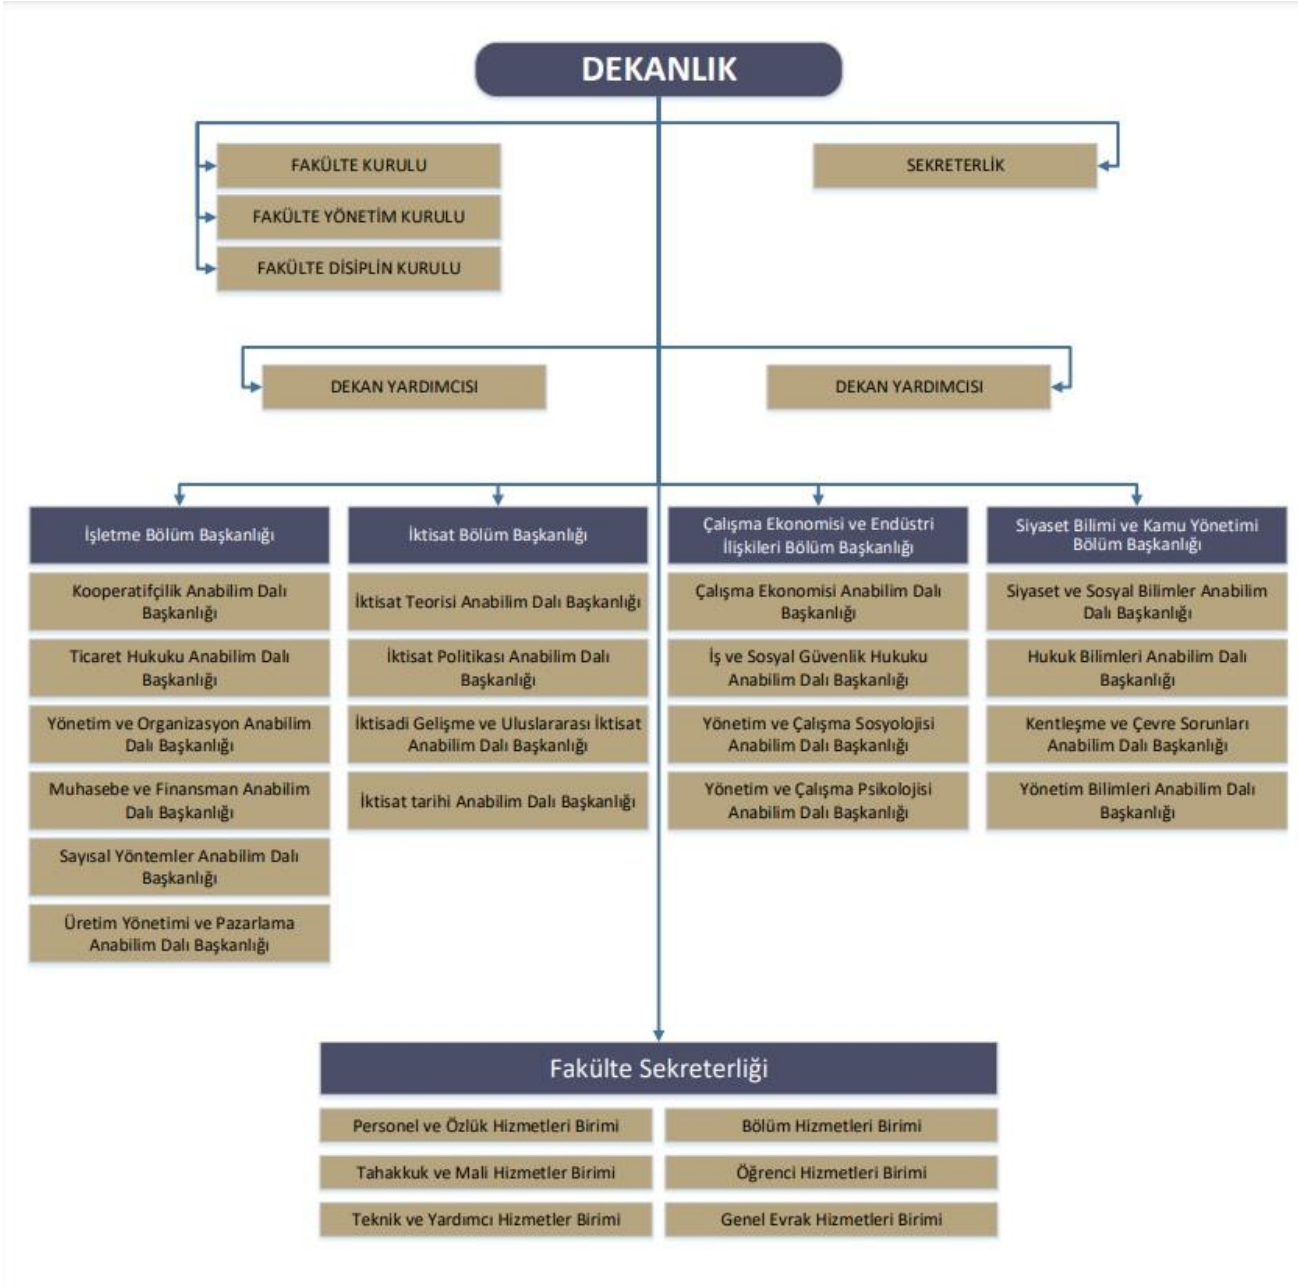 DEKANLIK
FAKÜLTE KURULU
SEKRETERLİK
FAKÜLTE YÖNETİM KURULU
FAKÜLTE DİSİPLİN KURULU
DEKAN YARDIMCISI
DEKAN YARDIMCISI
İşletme Bölüm Başkanlığı
Kooperatifçilik Anabilim Dalı
Başkanlığı
Ticaret Hukuku Anabilim Dalı
Başkanlığı
Yönetim ve Organizasyon Anabilim
Dalı Başkanlığı
Muhasebe ve Finansman Anabilim
Dalı Başkanlığı
Sayısal Yöntemler Anabilim Dalı
Başkanlığı
Üretim Yönetimi ve Pazarlama
Anabilim Dalı Başkanlığı
İktisat Bölüm Başkanlığı
İktisat Teorisi Anabilim Dalı Başkanlığı
İktisat Politikası Anabilim Dalı
Başkanlığı
İktisadi Gelişme ve Uluslararası İktisat
Anabilim Dalı Başkanlığı
İktisat tarihi Anabilim Dalı Başkanlığı
Çalışma Ekonomisi ve Endüstri
İlişkileri Bölüm Başkanlığı
Çalışma Ekonomisi Anabilim Dalı
Başkanlığı
İş ve Sosyal Güvenlik Hukuku
Anabilim Dalı Başkanlığı
Yönetim ve Çalışma Sosyolojisi
Anabilim Dalı Başkanlığı
Yönetim ve Çalışma Psikolojisi
Anabilim Dalı Başkanlığı
Siyaset Bilimi ve Kamu Yönetimi
Bölüm Başkanlığı
Siyaset ve Sosyal Bilimler Anabilim
Dalı Başkanlığı
Hukuk Bilimleri Anabilim Dalı
Başkanlığı
Kentleşme ve Çevre Sorunları
Anabilim Dalı Başkanlığı
Yönetim Bilimleri Anabilim Dalı
Başkanlığı
Fakülte Sekreterliği
Personel ve Özlük Hizmetleri Birimi
Bölüm Hizmetleri Birimi
Tahakkuk ve Mali Hizmetler Birimi
Öğrenci Hizmetleri Birimi
Teknik ve Yardımcı Hizmetler Birimi
Genel Evrak Hizmetleri Birimi